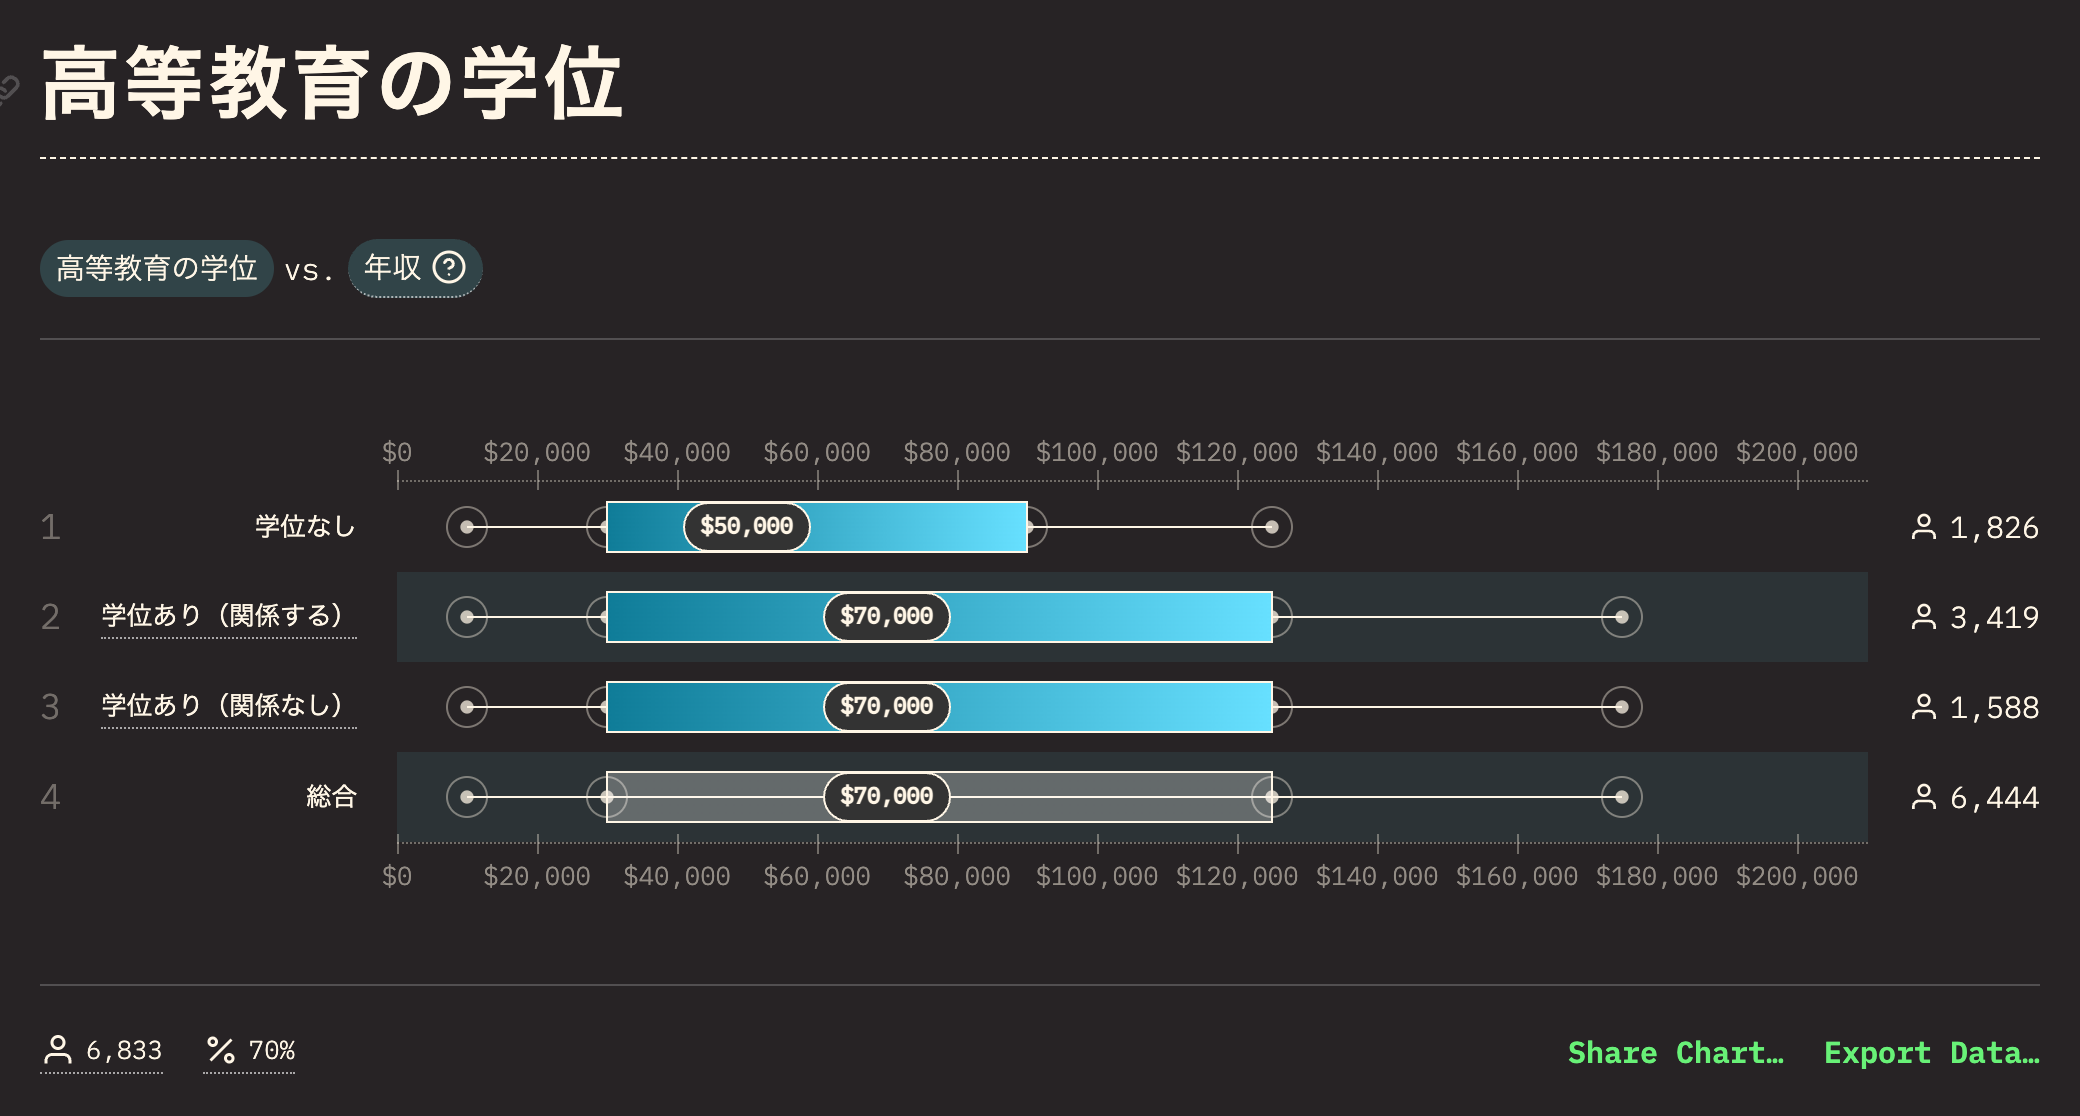 高等教育の学位
高等教育の学位 vs. 年収 ?
$0 $20,000 $40,000 $60,000 $80,000 $100,000 $120,000 $140,000 $160,000 $180,000 $200,000
1 学位なし $50,000 1,826
2 学位あり（関係する） $70,000 3,419
3 学位あり（関係なし） $70,000 1,588
4 総合 $70,000 6,444
$0 $20,000 $40,000 $60,000 $80,000 $100,000 $120,000 $140,000 $160,000 $180,000 $200,000
6,833 % 70% Share Chart… Export Data…